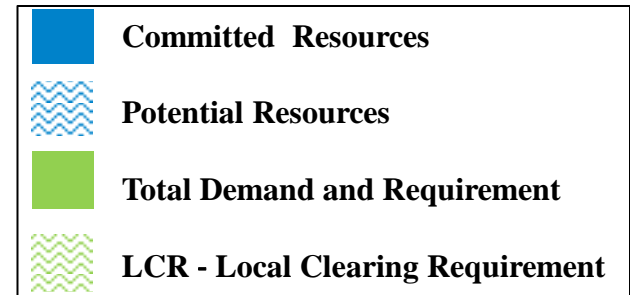 Committed Resources
Potential Resources
Total Demand and Requirement
LCR - Local Clearing Requirement